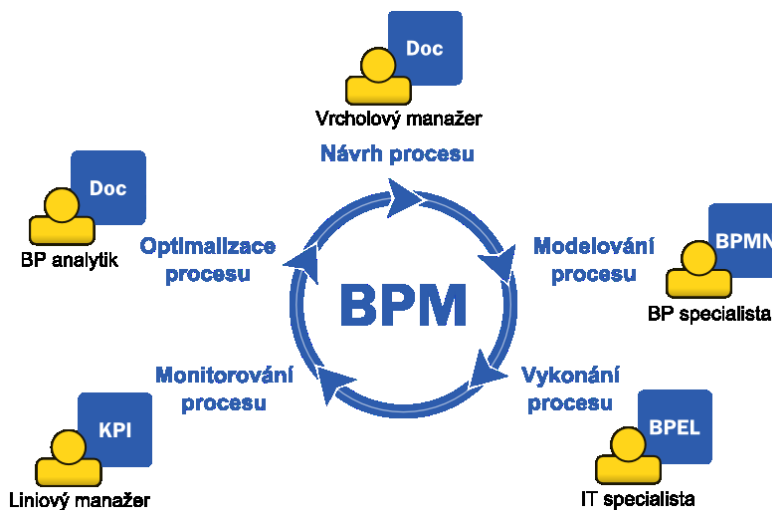 Doc
Vrcholový manažer
Návrh procesu
Doc
BP analytik
Optimalizace
procesu
Modelování
procesu
BPMN
BP specialista
BPM
Monitorování
procesu
Vykonání
procesu
KPI
Liniový manažer
BPEL
IT specialista